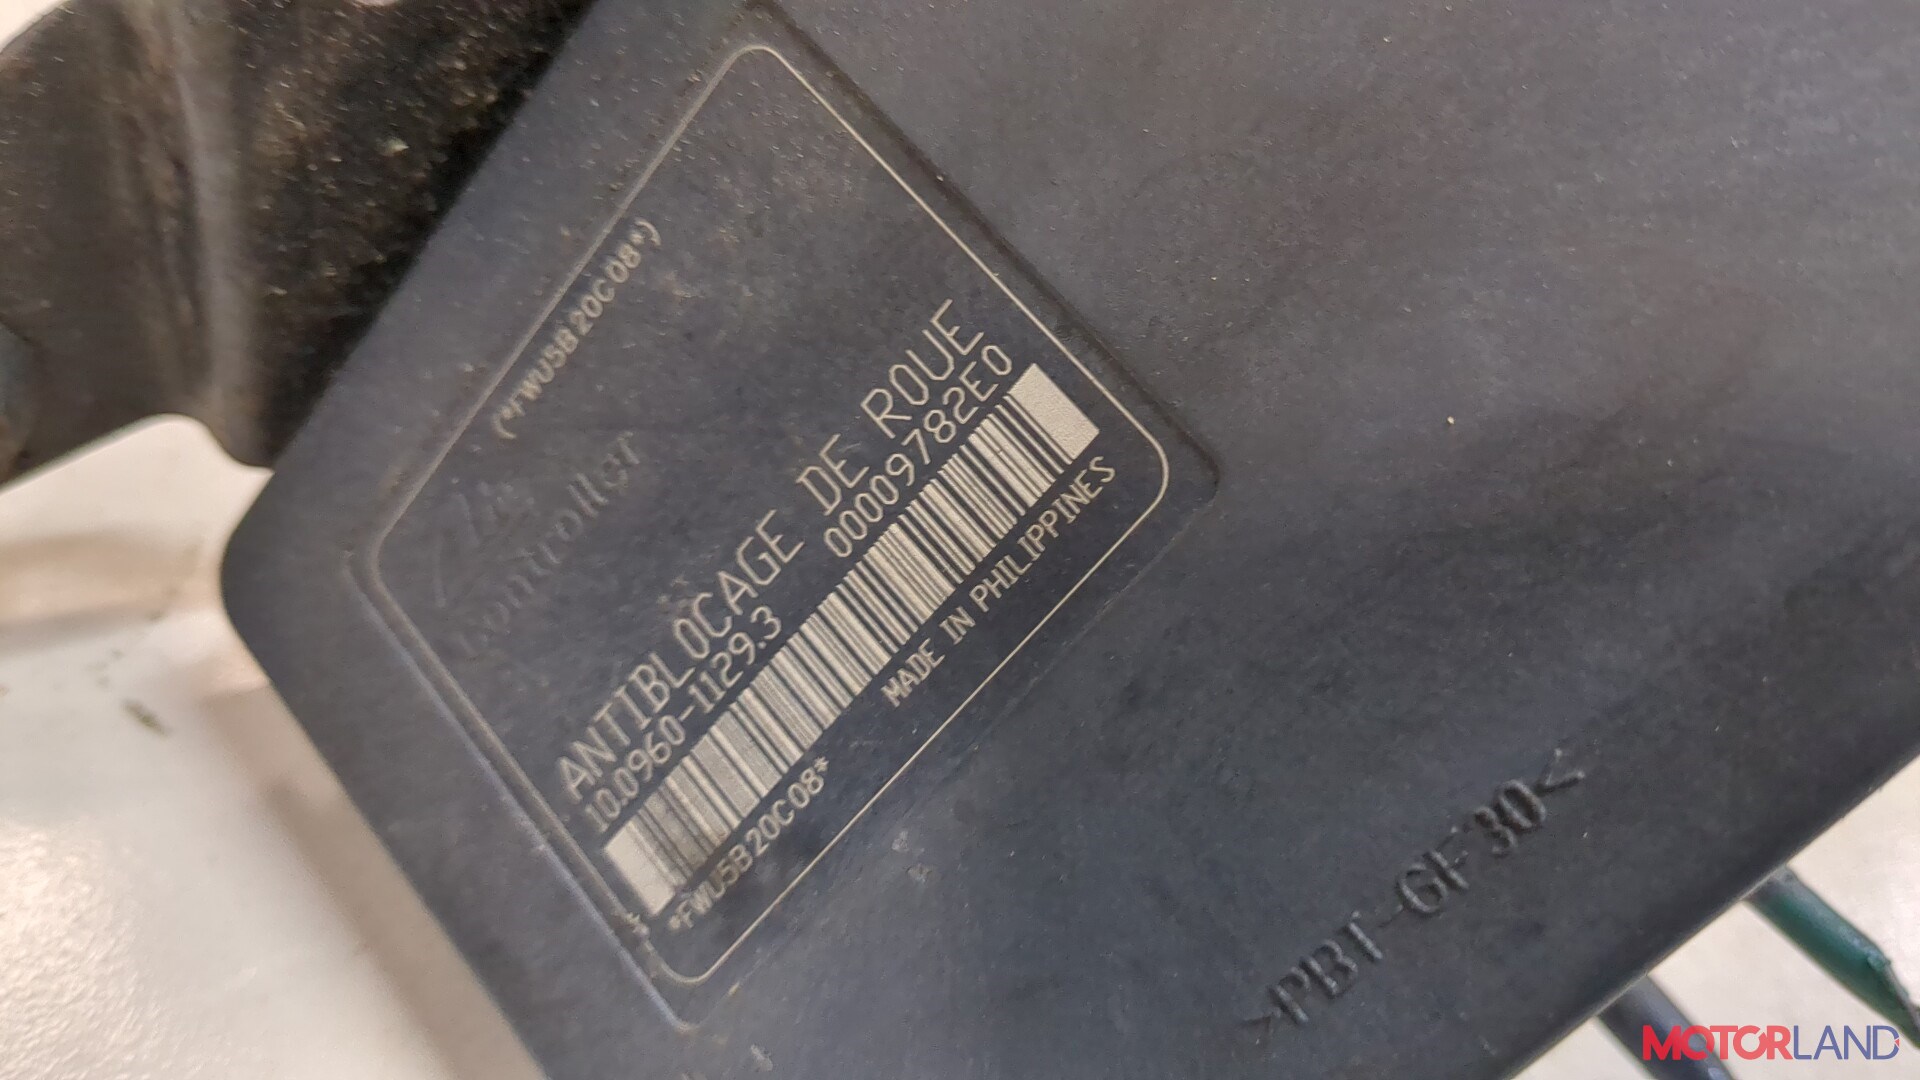 (*FWU5B20C08*)
Controller
ANTIBLOCAGE DE ROUE
10.0960-1129.3 00009782E0
*FWU5B20C08* MADE IN PHILIPPINES
>PBT-GF30<
MOTORLAND